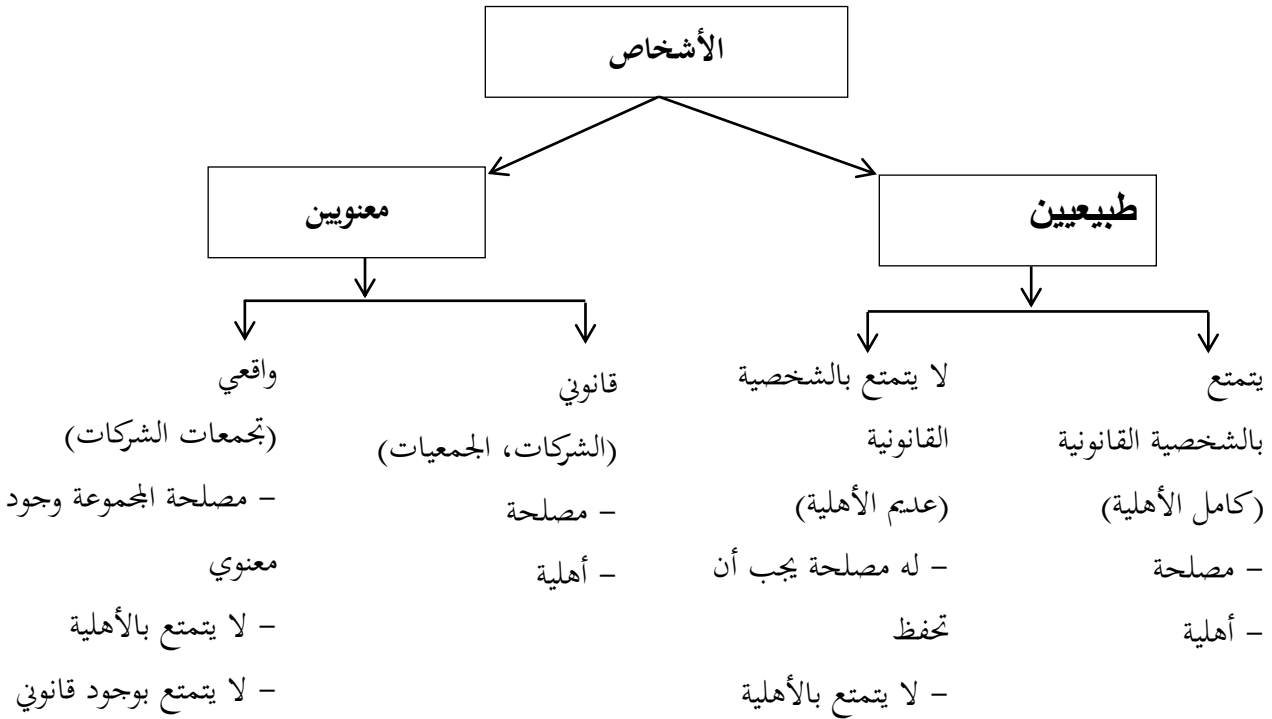 الأشخاص
طبيعيين
معنويين
يتمتع
بالشخصية القانونية
(كامل الأهلية)
– مصلحة
– أهلية
لا يتمتع بالشخصية
القانونية
(عديم الأهلية)
– له مصلحة يجب أن
تحفظ
– لا يتمتع بالأهلية
قانوني
(الشركات، الجمعيات)
– مصلحة
– أهلية
واقعي
(تجمعات الشركات)
– مصلحة المجموعة وجود
معنوي
– لا يتمتع بالأهلية
– لا يتمتع بوجود قانوني